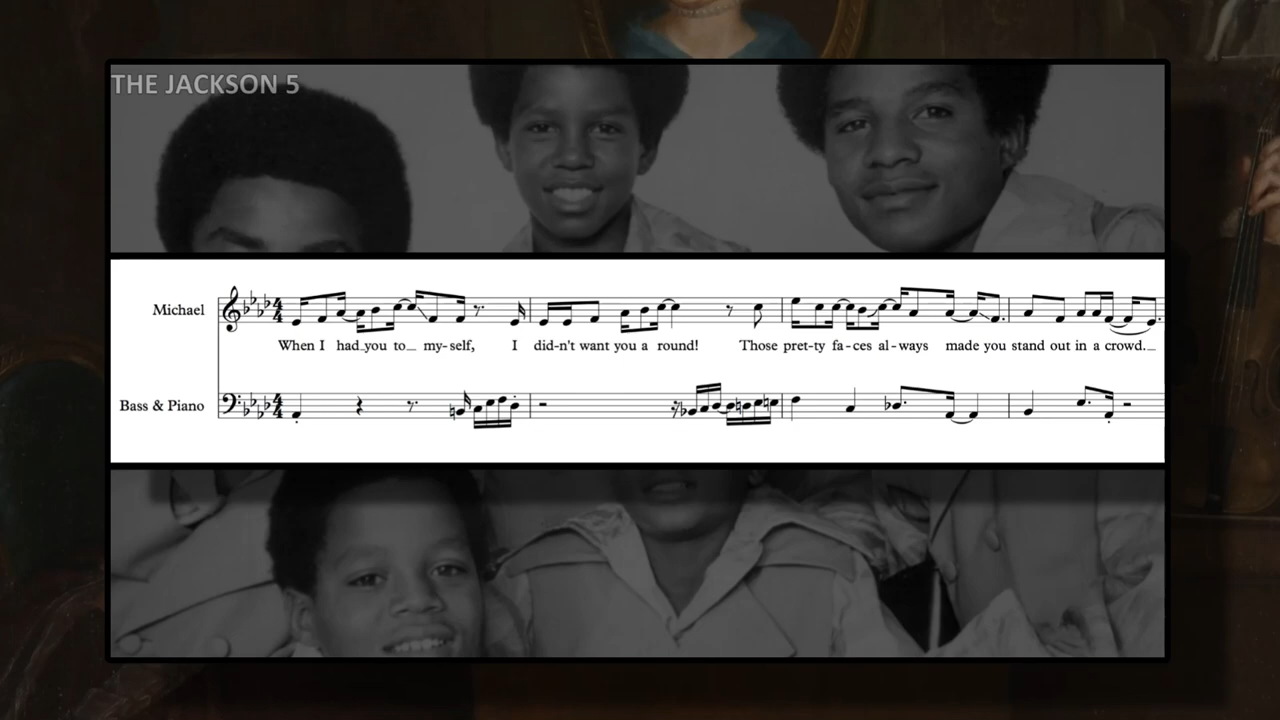 THE JACKSON 5
Michael
When I had you to_ my-self, I did-n't want you a round! Those pret-ty fa-ces al-ways made you stand out in a crowd._
Bass & Piano